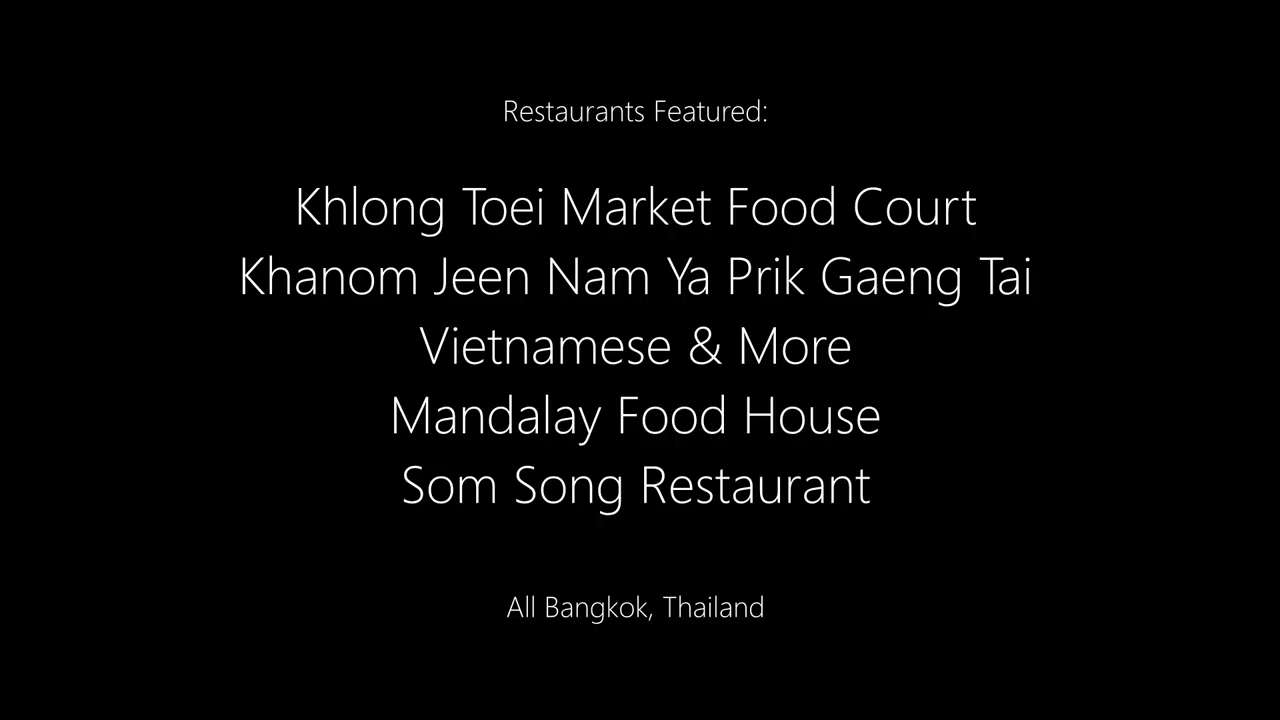 Restaurants Featured:
Khlong Toei Market Food Court
Khanom Jeen Nam Ya Prik Gaeng Tai
Vietnamese & More
Mandalay Food House
Som Song Restaurant
All Bangkok, Thailand